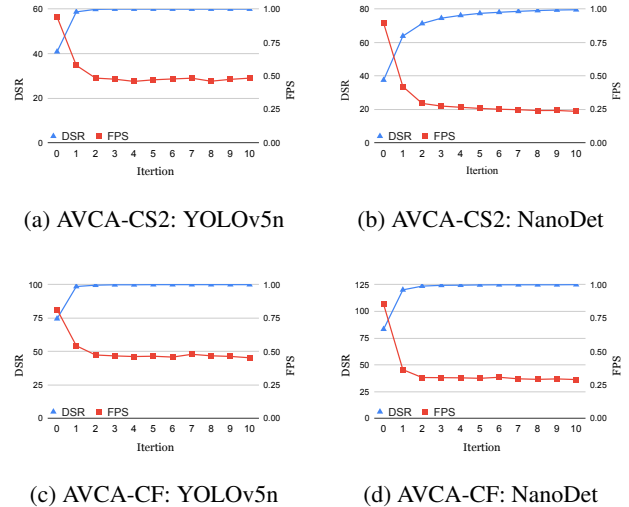 60
40
20
0
1.00
0.75
0.50
0.25
0.00
DSR
FPS
DSR FPS
0 1 2 3 4 5 6 7 8 9 10
Itertion
(a) AVCA-CS2: YOLOv5n
80
60
40
20
0
1.00
0.75
0.50
0.25
0.00
DSR
FPS
DSR FPS
0 1 2 3 4 5 6 7 8 9 10
Itertion
(b) AVCA-CS2: NanoDet
100
75
50
25
0
1.00
0.75
0.50
0.25
0.00
DSR
FPS
DSR FPS
0 1 2 3 4 5 6 7 8 9 10
Itertion
(c) AVCA-CF: YOLOv5n
125
100
75
50
25
0
1.00
0.75
0.50
0.25
0.00
DSR
FPS
DSR FPS
0 1 2 3 4 5 6 7 8 9 10
Itertion
(d) AVCA-CF: NanoDet